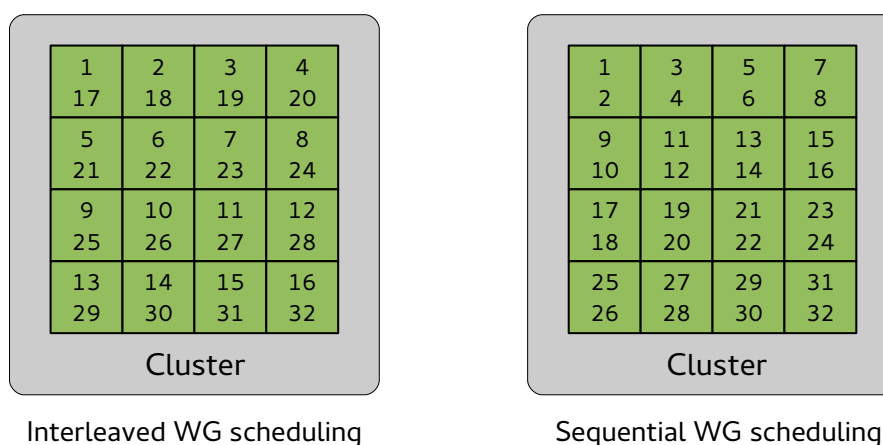 1 2 3 4
17 18 19 20
5 6 7 8
21 22 23 24
9 10 11 12
25 26 27 28
13 14 15 16
29 30 31 32
Cluster
Interleaved WG scheduling
1 3 5 7
2 4 6 8
9 11 13 15
10 12 14 16
17 19 21 23
18 20 22 24
25 27 29 31
26 28 30 32
Cluster
Sequential WG scheduling